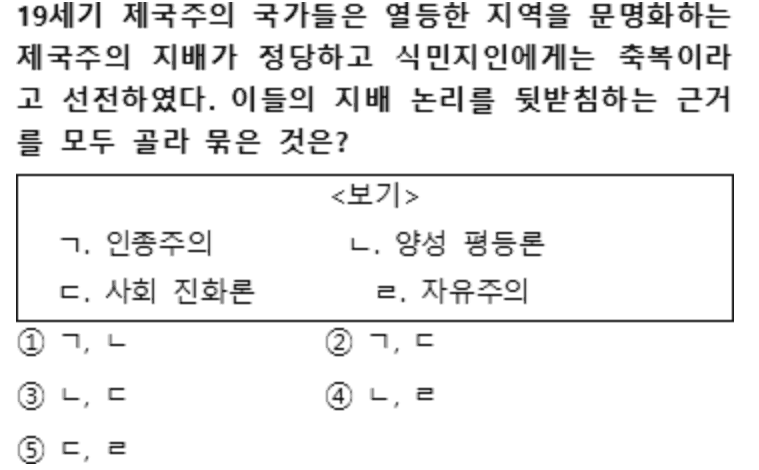 19세기 제국주의 국가들은 열등한 지역을 문명화하는
제국주의 지배가 정당하고 식민지인에게는 축복이라
고 선전하였다. 이들의 지배 논리를 뒷받침하는 근거
를 모두 골라 묶은 것은?
<보기>
ㄱ. 인종주의 ㄴ. 양성 평등론
ㄷ. 사회 진화론 ㄹ. 자유주의
① ㄱ, ㄴ ② ㄱ, ㄷ
③ ㄴ, ㄷ ④ ㄴ, ㄹ
⑤ ㄷ, ㄹ